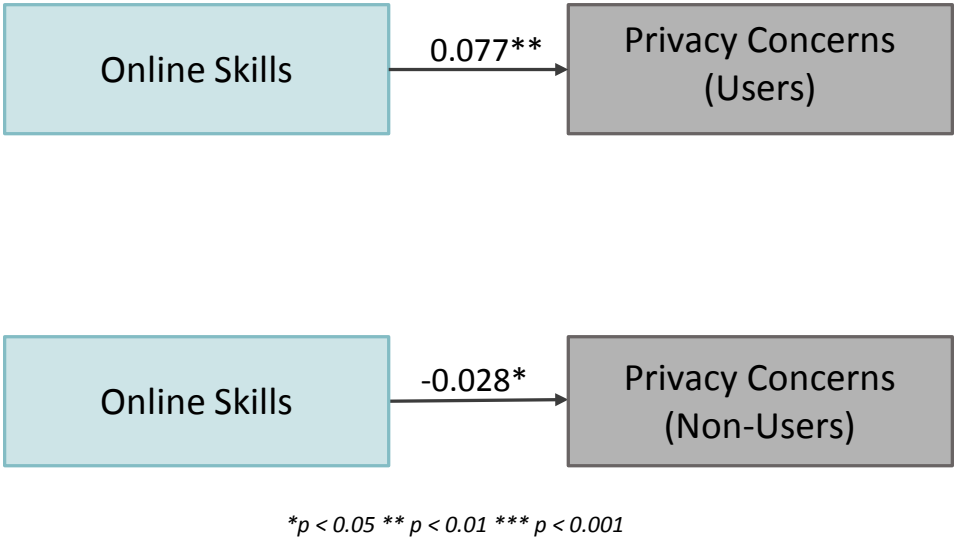 Online Skills
0.077**
Privacy Concerns
(Users)
Online Skills
-0.028*
Privacy Concerns
(Non-Users)
*p < 0.05 ** p < 0.01 *** p < 0.001